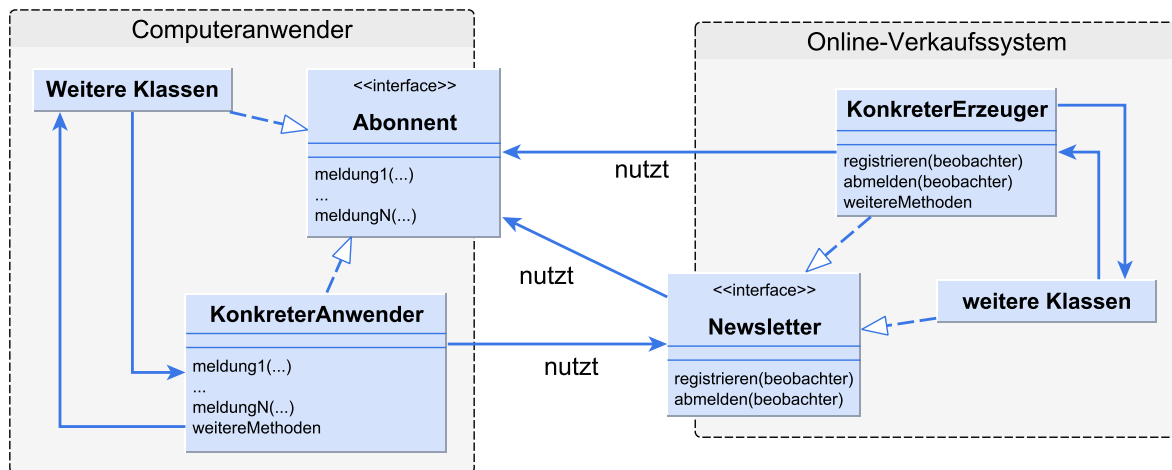 Computeranwender
Weitere Klassen
<<interface>>
Abonnent
meldung1(...)
...
meldungN(...)
KonkreterAnwender
meldung1(...)
...
meldungN(...)
weitereMethoden
nutzt
nutzt
nutzt
Online-Verkaufssystem
KonkreterErzeuger
registrieren(beobachter)
abmelden(beobachter)
weitereMethoden
<<interface>>
Newsletter
registrieren(beobachter)
abmelden(beobachter)
weitere Klassen